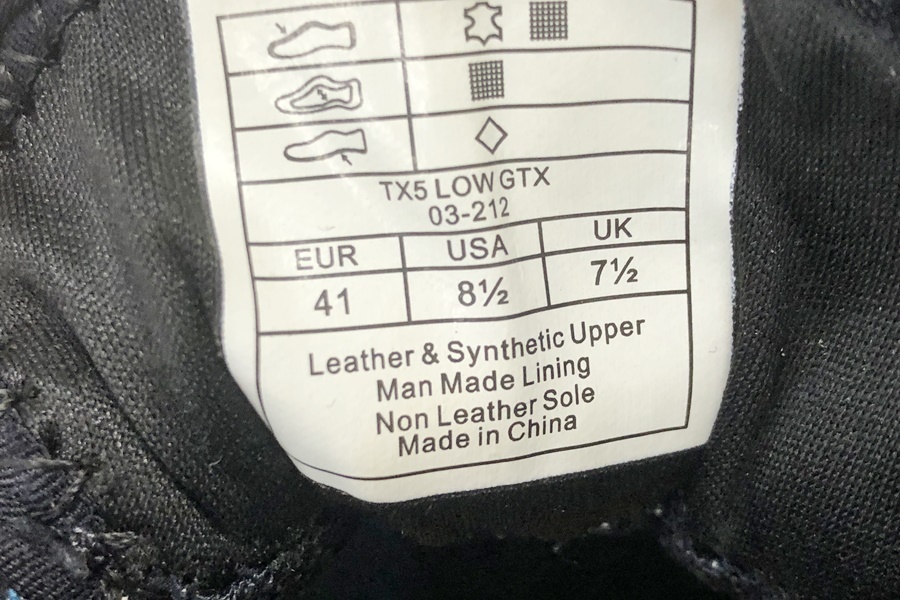 TX5 LOW GTX
03-212
EUR USA UK
41 8½ 7½
Leather & Synthetic Upper
Man Made Lining
Non Leather Sole
Made in China